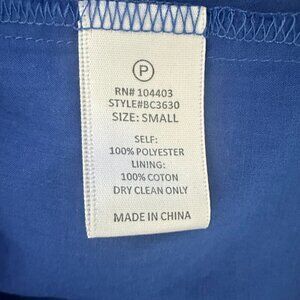 P
RN# 104403
STYLE#BC3630
SIZE: SMALL
SELF:
100% POLYESTER
LINING:
100% COTON
DRY CLEAN ONLY
MADE IN CHINA